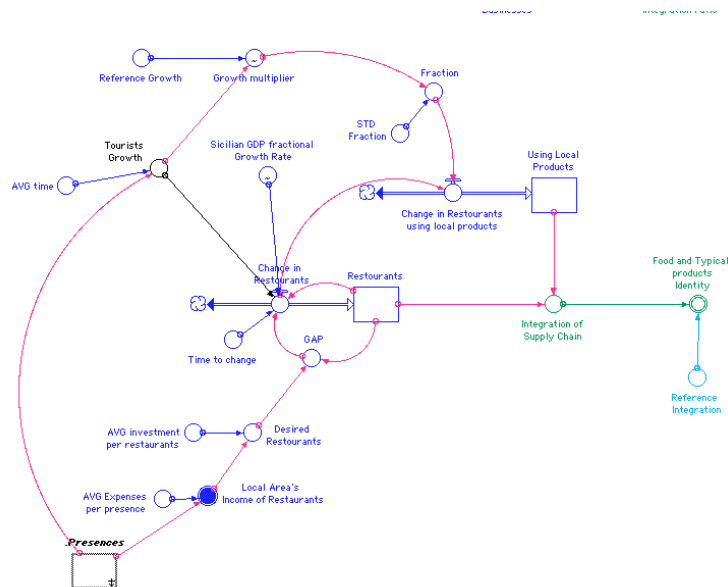 Reference Growth
Growth multiplier
Fraction
STD
Fraction
Tourists
Growth
Sicilian GDP fractional
Growth Rate
Using Local
Products
AVG time
Change in Restourants
using local products
Change in
Restourants
Restourants
Food and Typical
products
Identity
Integration of
Supply Chain
Time to change
GAP
Reference
Integration
AVG investment
per restaurants
Desired
Restourants
AVG Expenses
per presence
Local Area's
Income of Restaurants
Presences